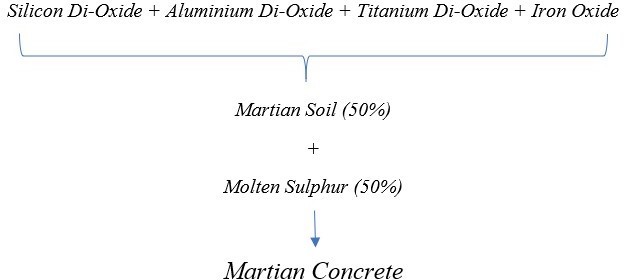 Silicon Di-Oxide + Aluminium Di-Oxide + Titanium Di-Oxide + Iron Oxide
Martian Soil (50%)
+
Molten Sulphur (50%)
Martian Concrete